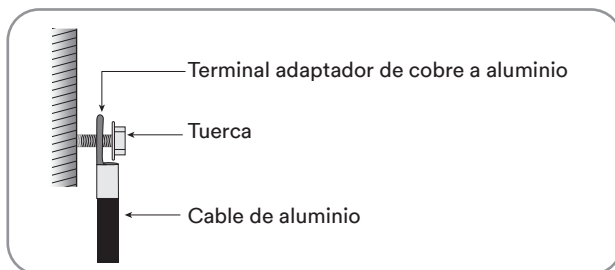 Terminal adaptador de cobre a aluminio
Tuerca
Cable de aluminio